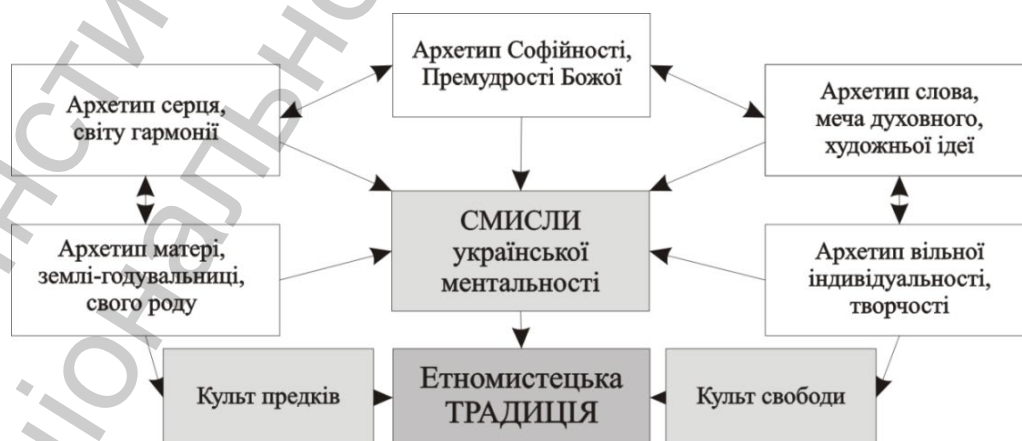 Архетип Софійності,
Премудрості Божої
Архетип серця,
світу гармонії
Архетип слова,
меча духовного,
художньої ідеї
СМИСЛИ
української
ментальності
Архетип матері,
землі-годувальниці,
свого роду
Архетип вільної
індивідуальності,
творчості
Культ предків
Етномистецька
ТРАДИЦІЯ
Культ свободи